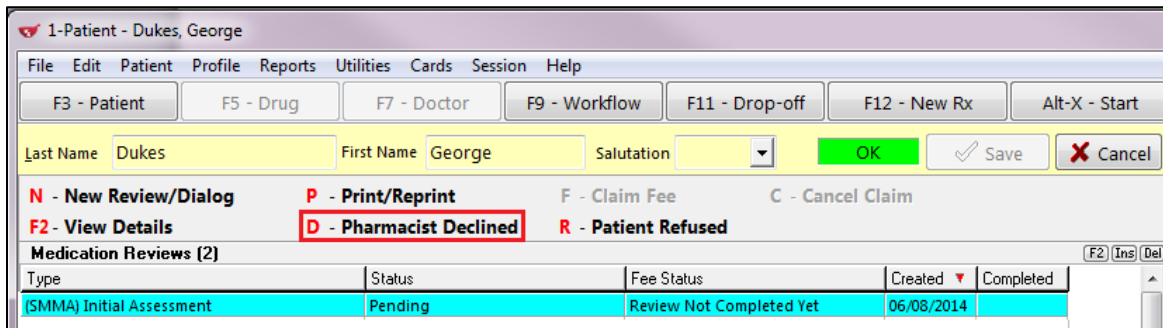 1-Patient - Dukes, George
File Edit Patient Profile Reports Utilities Cards Session Help
F3 - Patient F5 - Drug F7 - Doctor F9 - Workflow F11 - Drop-off F12 - New Rx Alt-X - Start
Last Name Dukes First Name George Salutation OK Save Cancel
N - New Review/Dialog P - Print/Reprint F - Claim Fee C - Cancel Claim
F2 - View Details D - Pharmacist Declined R - Patient Refused
Medication Reviews (2) F2 Ins Del
Type Status Fee Status Created Completed
(SMMA) Initial Assessment Pending Review Not Completed Yet 06/08/2014